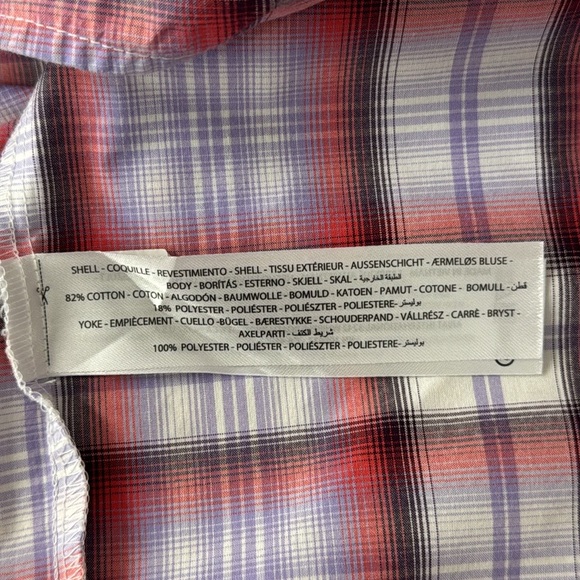 SHELL - COQUILLE - REVESTIMIENTO - SHELL - TISSU EXTÉRIEUR - AUSSENSCHICHT - ÆRMELØS BLUSE -
BODY - BORÍTÁS - ESTERNO - SKJELL - SKAL - الطبقة الخارجية
82% COTTON - COTON - ALGODÓN - BAUMWOLLE - BOMULD - KATOEN - PAMUT - COTONE - BOMULL - قطن
18% POLYESTER - POLIÉSTER - POLIÉSZTER - POLIESTERE- بوليستر
YOKE - EMPIÈCEMENT - CUELLO -BÜGEL - BÆRESTYKKE - SCHOUDERPAND - VÁLLRÉSZ - CARRÈ - BRYST -
AXELPARTI - شريط الكتف
100% POLYESTER - POLIÉSTER - POLIÉSZTER - POLIESTERE- بوليستر